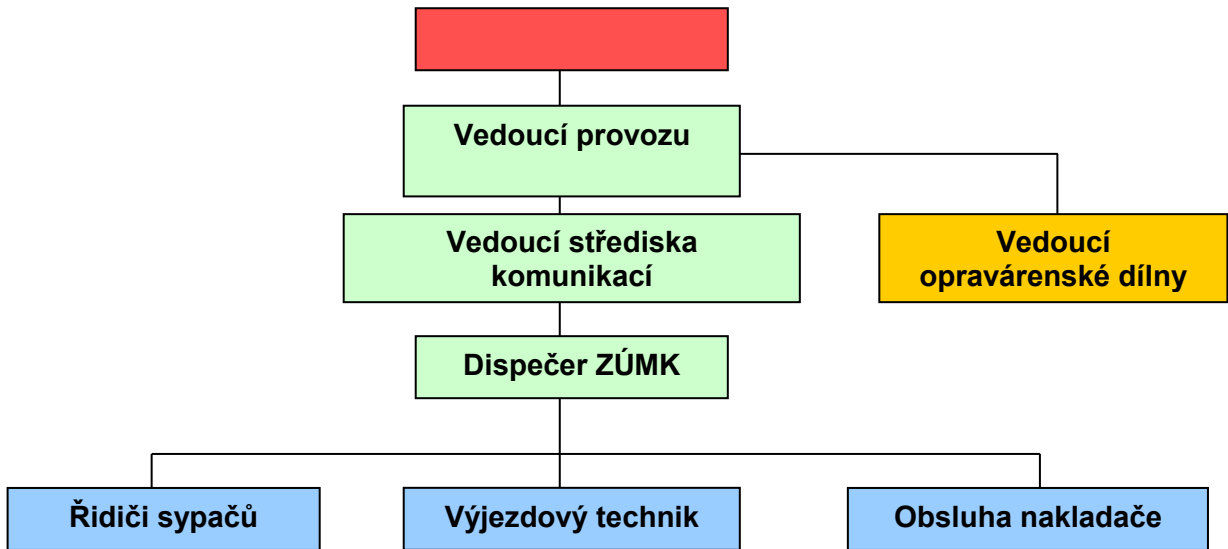 Vedoucí provozu
Vedoucí střediska
komunikací
Vedoucí
opravárenské dílny
Dispečer ZÚMK
Řidiči sypačů
Výjezdový technik
Obsluha nakladače